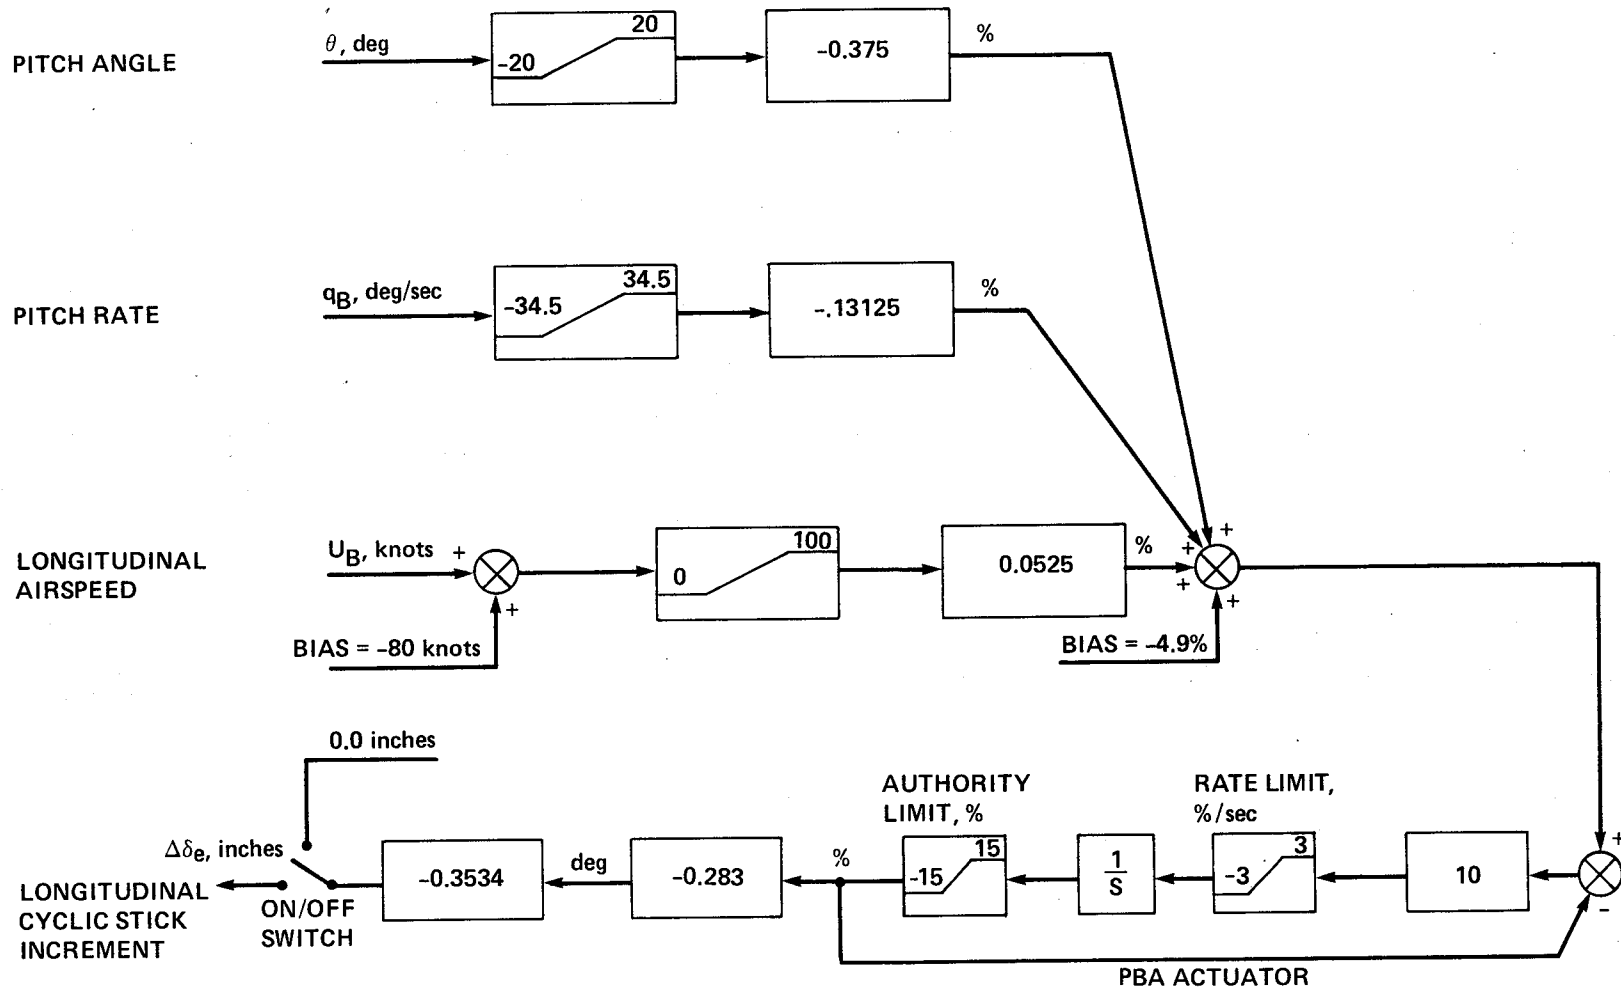 PITCH ANGLE
θ, deg
-20
20
-0.375
%
PITCH RATE
qB, deg/sec
-34.5
34.5
-.13125
%
LONGITUDINAL
AIRSPEED
UB, knots
+
+
BIAS = -80 knots
0
100
0.0525
%
+
+
+
+
BIAS = -4.9%
0.0 inches
Δδe, inches
LONGITUDINAL
CYCLIC STICK
INCREMENT
ON/OFF
SWITCH
-0.3534
deg
-0.283
%
AUTHORITY
LIMIT, %
-15
15
1
S
RATE LIMIT,
%/sec
-3
3
10
+
-
PBA ACTUATOR